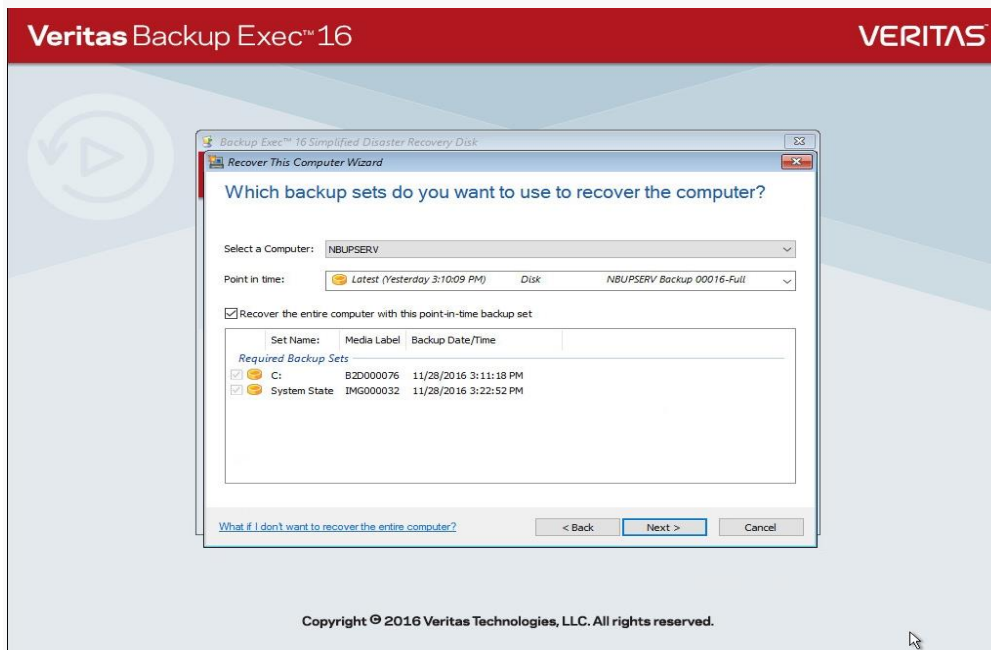 Veritas Backup Exec™ 16
VERITAS™
Backup Exec™ 16 Simplified Disaster Recovery Disk
Recover This Computer Wizard
Which backup sets do you want to use to recover the computer?
Select a Computer: NBUPSERV
Point in time: Latest (Yesterday 3:10:09 PM) Disk NBUPSERV Backup 00016-Full
Recover the entire computer with this point-in-time backup set
Set Name: Media Label Backup Date/Time
Required Backup Sets
C: B2D000076 11/28/2016 3:11:18 PM
System State IMG000032 11/28/2016 3:22:52 PM
What if I don't want to recover the entire computer? < Back Next > Cancel
Copyright © 2016 Veritas Technologies, LLC. All rights reserved.